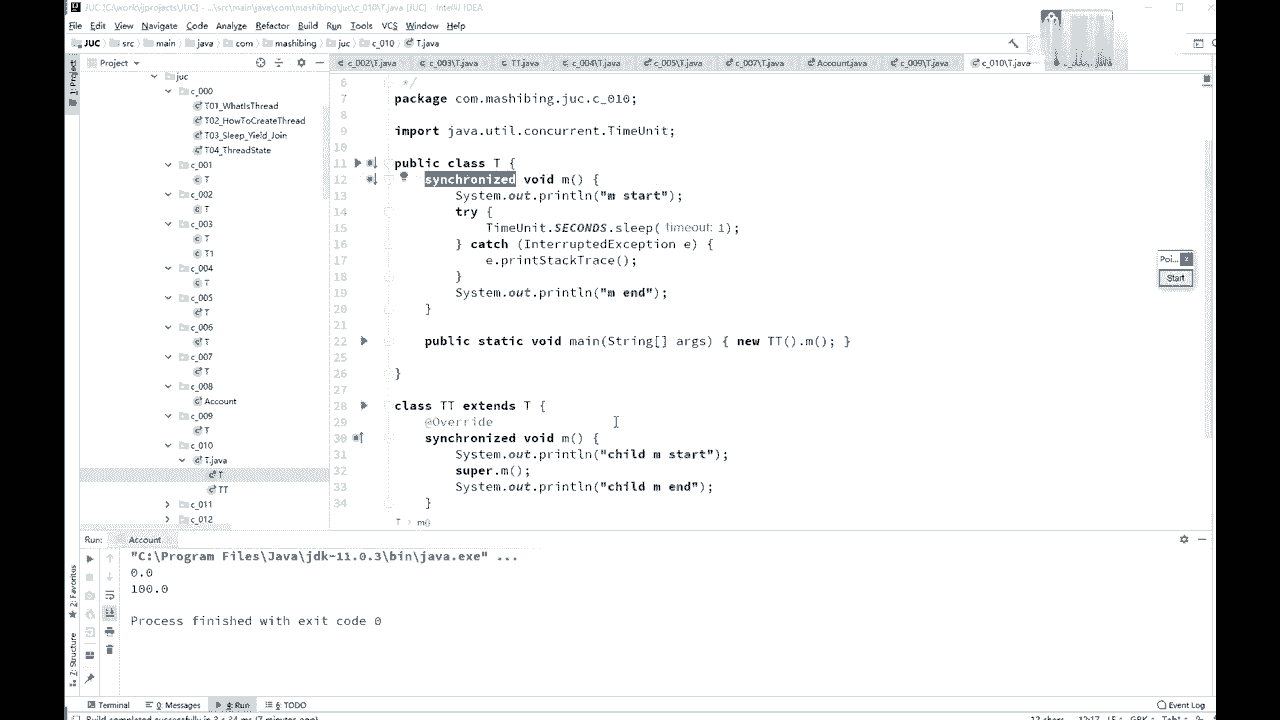 JUC [C:\work\ijprojects\JUC] - ...\src\main\java\com\mashibing\juc\c_010\T.java [JUC] - IntelliJ IDEA
File Edit View Navigate Code Analyze Refactor Build Run Tools VCS Window Help
JUC src main java com mashibing juc c_010 T.java
Project
c_002\T.java c_003\T.java T.java c_004\T.java c_005\T.java c_007\T.java Account.java c_009\T.java c_010\T.java
1: Project
juc
c_000
T01_WhatIsThread
T02_HowToCreateThread
T03_Sleep_Yield_Join
T04_ThreadState
c_001
T
c_002
T
c_003
T
T1
c_004
T
c_005
T
c_006
T
c_007
T
c_008
Account
c_009
T
c_010
T.java
T
TT
c_011
c_012
6 */
7 package com.mashibing.juc.c_010;
8
9 import java.util.concurrent.TimeUnit;
10
11 public class T {
12 synchronized void m() {
13 System.out.println("m start");
14 try {
15 TimeUnit.SECONDS.sleep( timeout: 1);
16 } catch (InterruptedException e) {
17 e.printStackTrace();
18 }
19 System.out.println("m end");
20 }
21
22 public static void main(String[] args) { new TT().m(); }
25
26 }
27
28 class TT extends T {
29 @Override
30 synchronized void m() {
31 System.out.println("child m start");
32 super.m();
33 System.out.println("child m end");
34 }
T › m()
Poi...
Start
Run: Account
"C:\Program Files\Java\jdk-11.0.3\bin\java.exe" ...
0.0
100.0
Process finished with exit code 0
2: Favorites
7: Structure
Terminal 0: Messages 4: Run 6: TODO Event Log